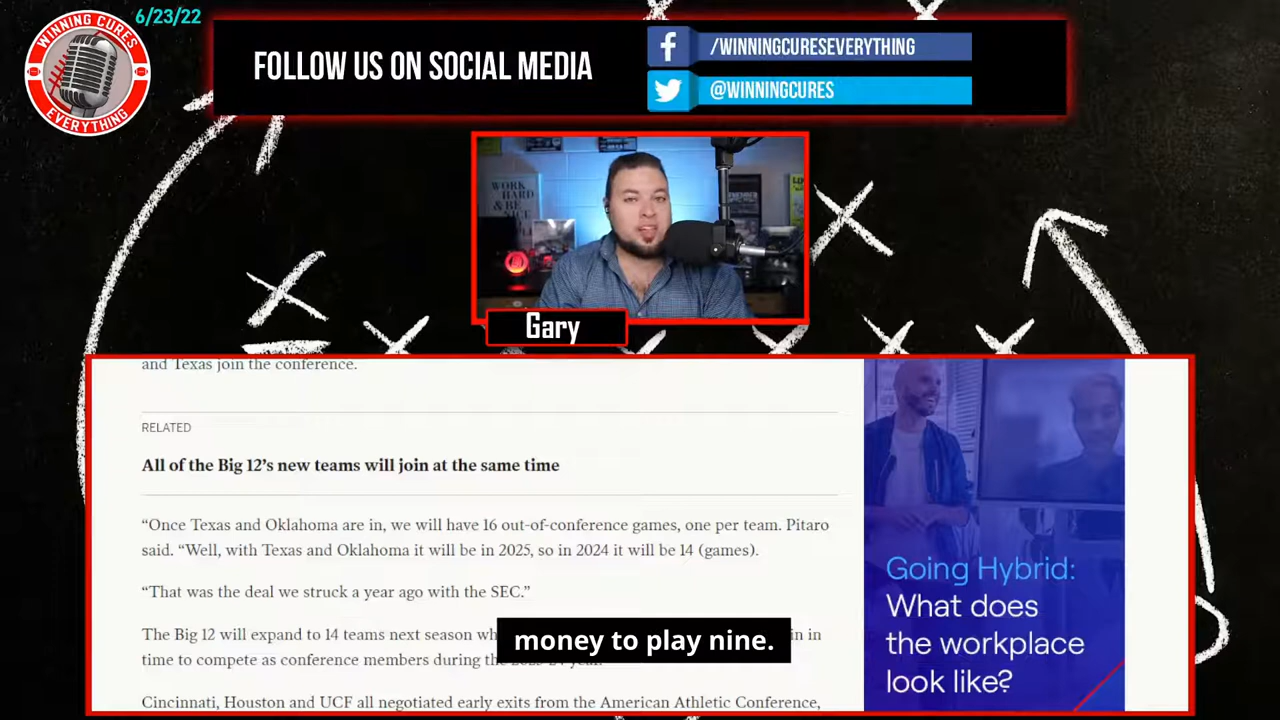 6/23/22
WINNING CURES
EVERYTHING
FOLLOW US ON SOCIAL MEDIA
/WINNINGCURESEVERYTHING
@WINNINGCURES
WORK
HARD
& BE
NICE
Gary
and Texas join the conference.
RELATED
All of the Big 12’s new teams will join at the same time
“Once Texas and Oklahoma are in, we will have 16 out-of-conference games, one per team. Pitaro
said. “Well, with Texas and Oklahoma it will be in 2025, so in 2024 it will be 14 (games).
“That was the deal we struck a year ago with the SEC.”
The Big 12 will expand to 14 teams next season in
time to compete as conference members during
money to play nine.
Cincinnati, Houston and UCF all negotiated early exits from the American Athletic Conference,
Going Hybrid:
What does
the workplace
look like?